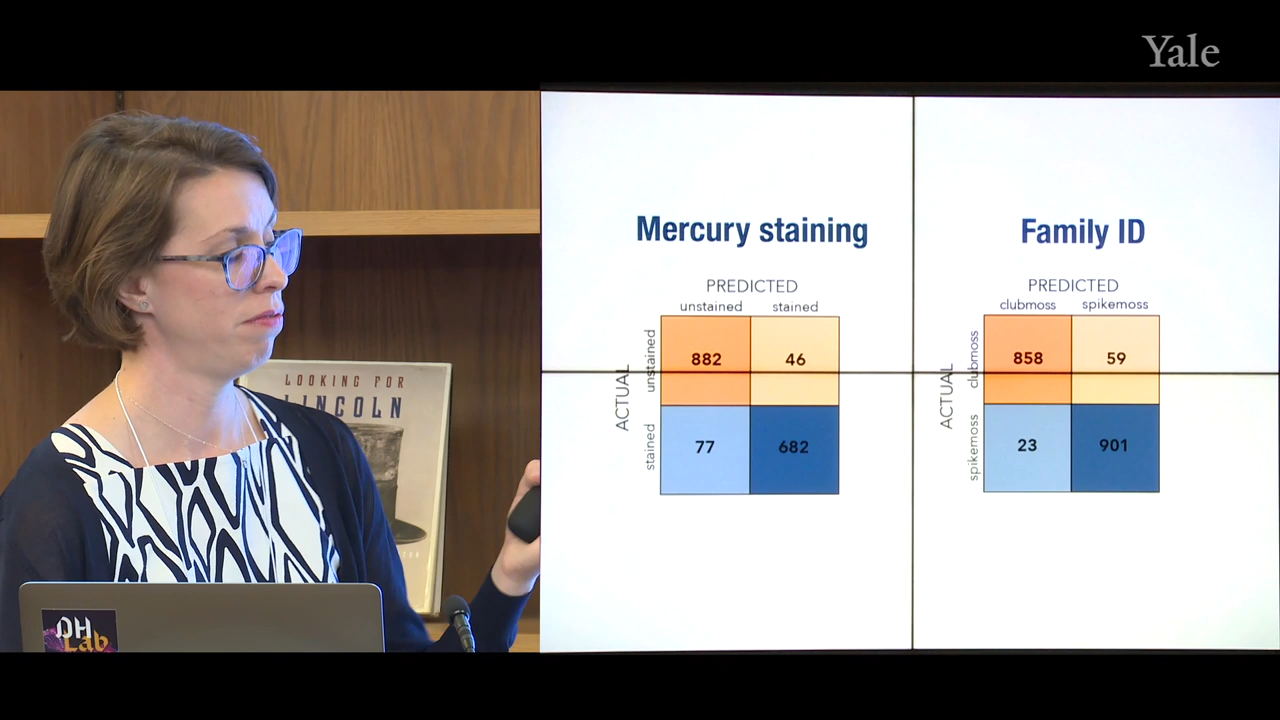 Yale
LOOKING FOR
LINCOLN
DH
Lab
Mercury staining
PREDICTED
unstained stained
ACTUAL
unstained
882 46
stained
77 682
Family ID
PREDICTED
clubmoss spikemoss
ACTUAL
clubmoss
858 59
spikemoss
23 901